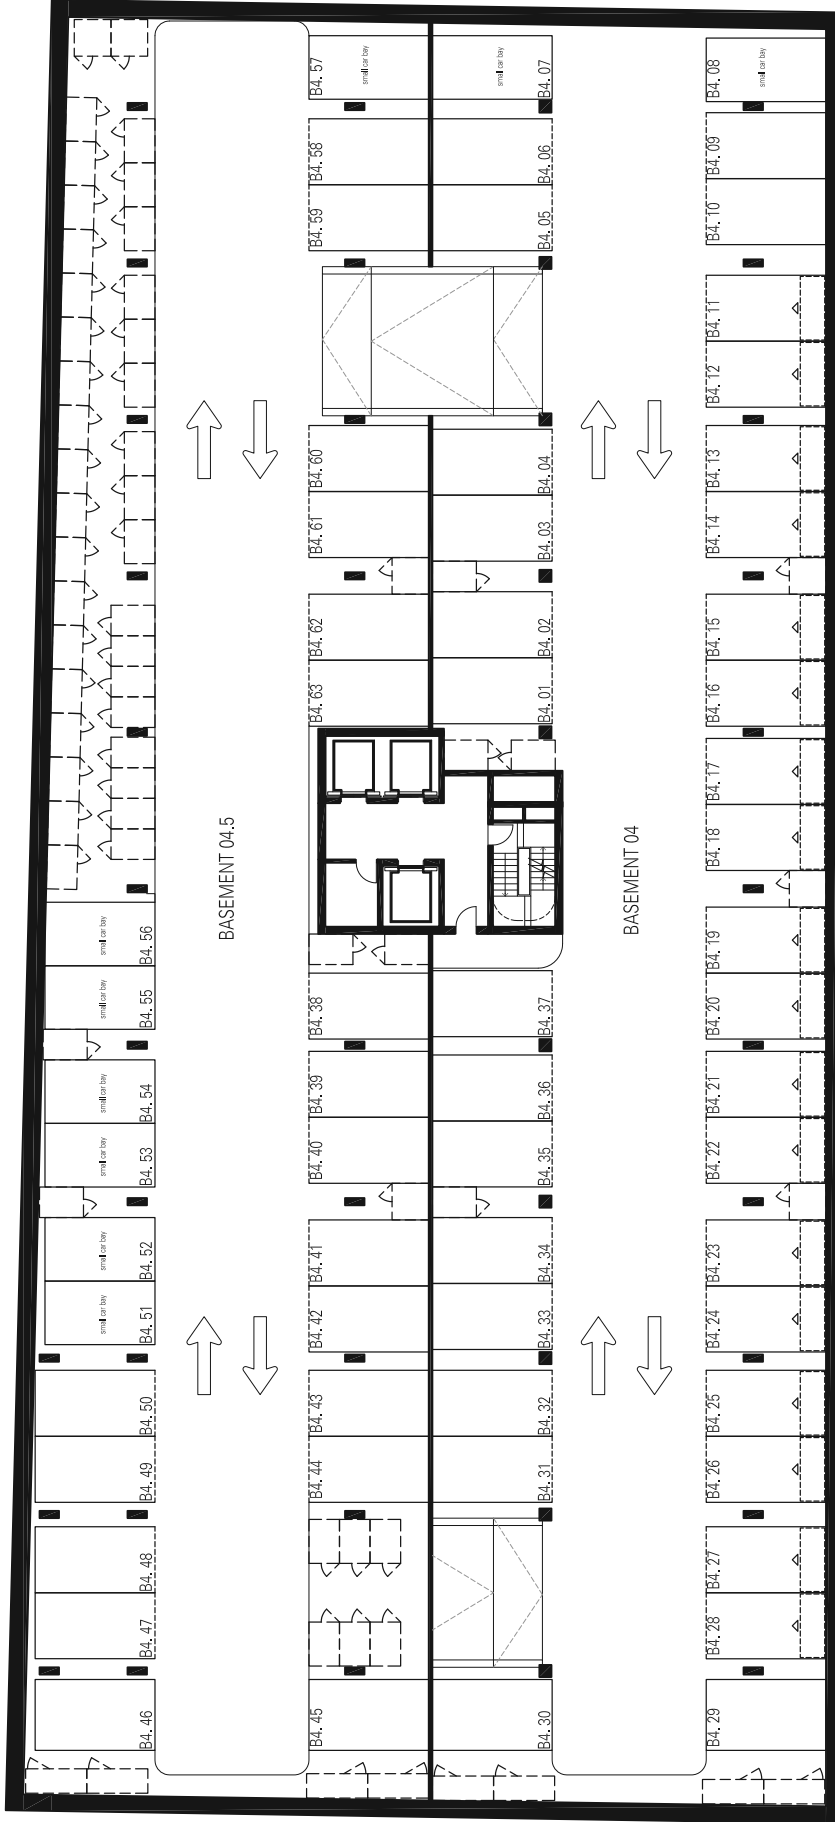 B4. 57
small car bay
small car bay
B4. 07
B4. 08
small car bay
B4. 58
B4. 06
B4. 09
B4. 59
B4. 05
B4. 10
B4. 11
B4. 12
B4. 60
B4. 04
B4. 13
B4. 61
B4. 03
B4. 14
B4. 62
B4. 02
B4. 15
B4. 63
B4. 01
B4. 16
B4. 17
B4. 18
BASEMENT 04.5
BASEMENT 04
small car bay
B4. 56
B4. 19
small car bay
B4. 55
B4. 38
B4. 37
B4. 20
small car bay
B4. 54
B4. 39
B4. 36
B4. 21
small car bay
B4. 53
B4. 40
B4. 35
B4. 22
small car bay
B4. 52
B4. 41
B4. 34
B4. 23
small car bay
B4. 51
B4. 42
B4. 33
B4. 24
B4. 50
B4. 43
B4. 32
B4. 25
B4. 49
B4. 44
B4. 31
B4. 26
B4. 48
B4. 27
B4. 47
B4. 28
B4. 46
B4. 45
B4. 30
B4. 29